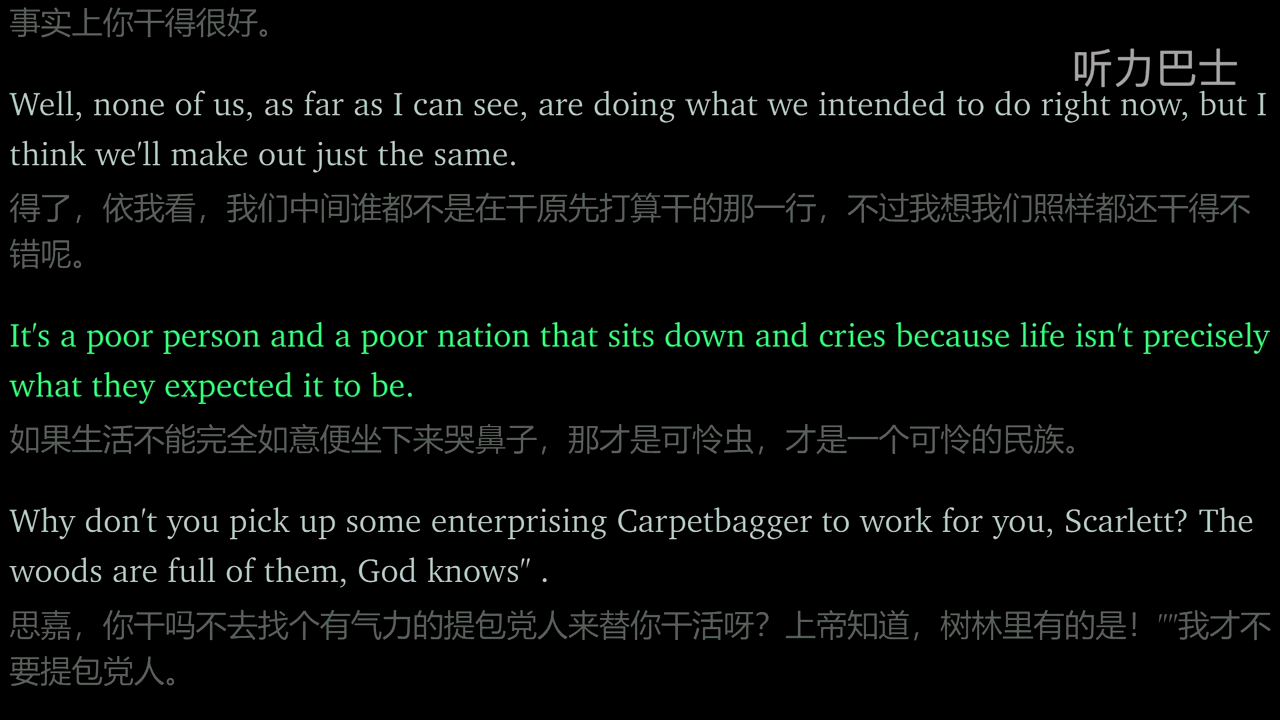 事实上你干得很好。
听力巴士
Well, none of us, as far as I can see, are doing what we intended to do right now, but I
think we'll make out just the same.
得了，依我看，我们中间谁都不是在干原先打算干的那一行，不过我想我们照样都还干得不
错呢。
It's a poor person and a poor nation that sits down and cries because life isn't precisely
what they expected it to be.
如果生活不能完全如意便坐下来哭鼻子，那才是可怜虫，才是一个可怜的民族。
Why don't you pick up some enterprising Carpetbagger to work for you, Scarlett? The
woods are full of them, God knows" .
思嘉，你干吗不去找个有气力的提包党人来替你干活呀？上帝知道，树林里有的是！""我才不
要提包党人。